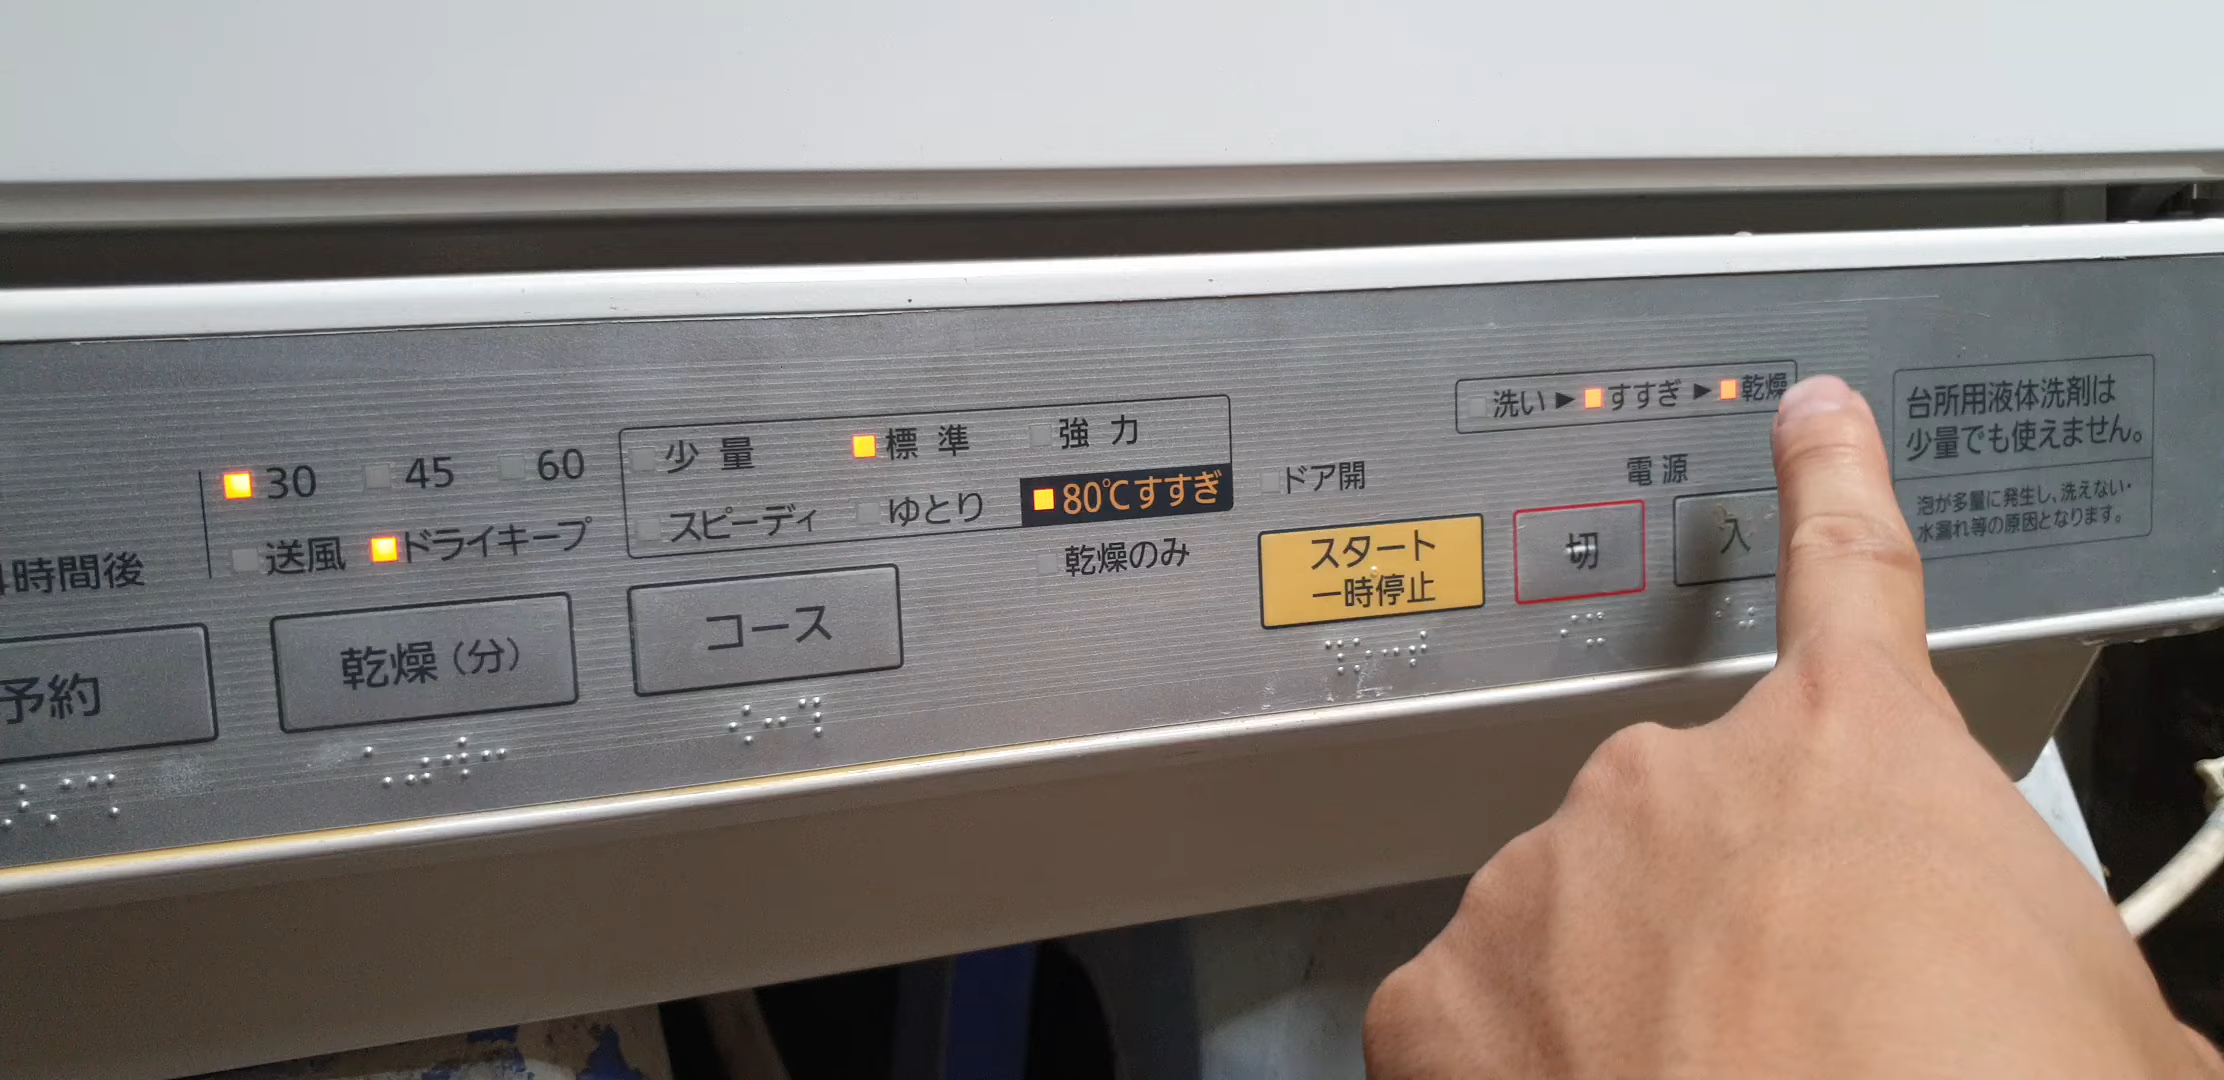 30 45 60
送風 ドライキープ
4時間後
予約
乾燥（分）
少量 標準 強力
スピーディ ゆとり 80℃すすぎ
乾燥のみ
コース
ドア開
スタート
一時停止
洗い▶すすぎ▶乾燥
電源
切
入
台所用液体洗剤は
少量でも使えません。
泡が多量に発生し、洗えない・
水漏れ等の原因となります。